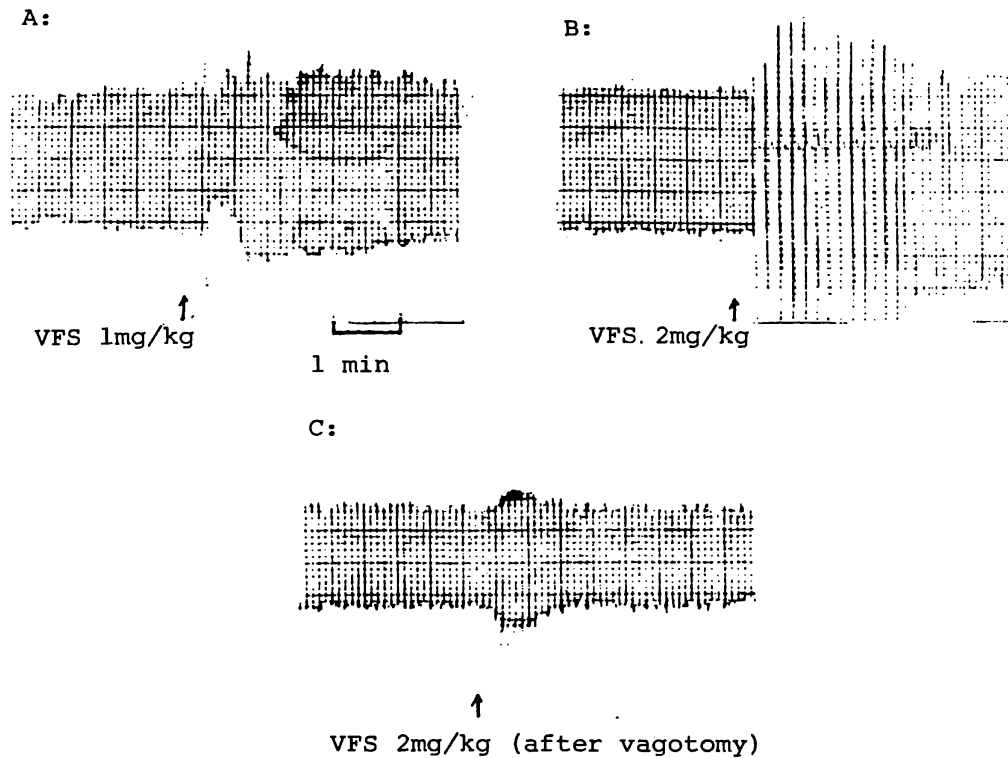 A:
B:
VFS 1mg/kg
1 min
VFS. 2mg/kg
C:
VFS 2mg/kg (after vagotomy)